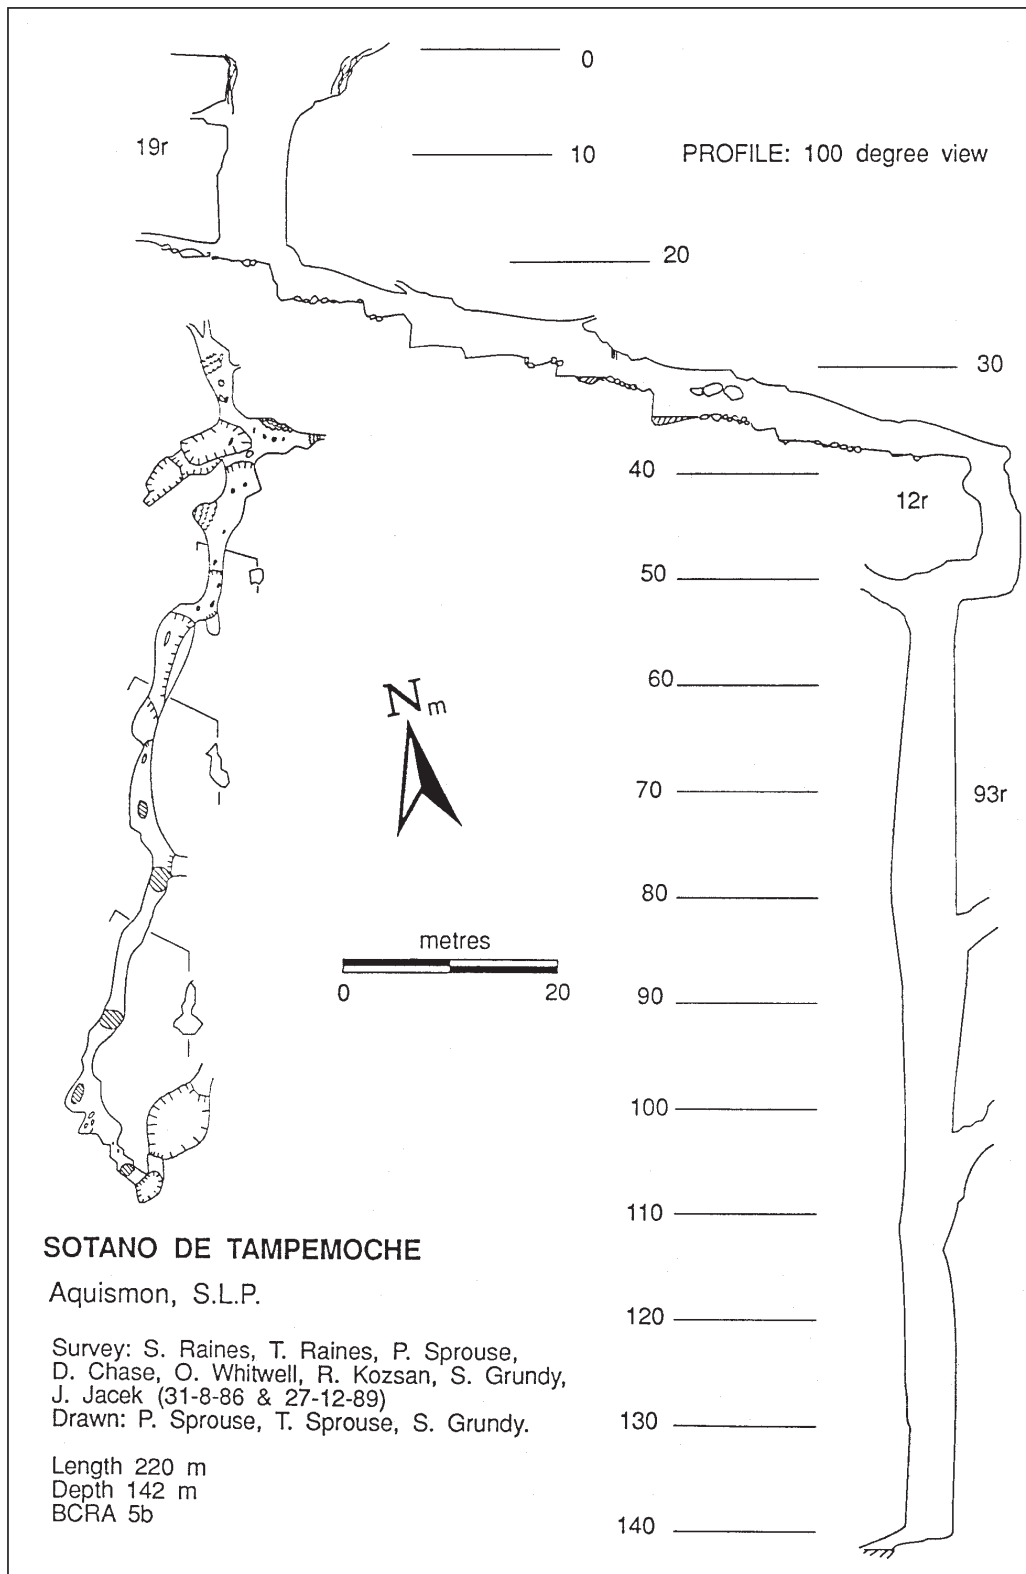 0
19r
10
PROFILE: 100 degree view
20
30
40
12r
50
60
N m
70
93r
80
metres
0 20
90
100
110
SOTANO DE TAMPEMOCHE
Aquismon, S.L.P.
120
Survey: S. Raines, T. Raines, P. Sprouse,
D. Chase, O. Whitwell, R. Kozsan, S. Grundy,
J. Jacek (31-8-86 & 27-12-89)
Drawn: P. Sprouse, T. Sprouse, S. Grundy.
130
Length 220 m
Depth 142 m
BCRA 5b
140